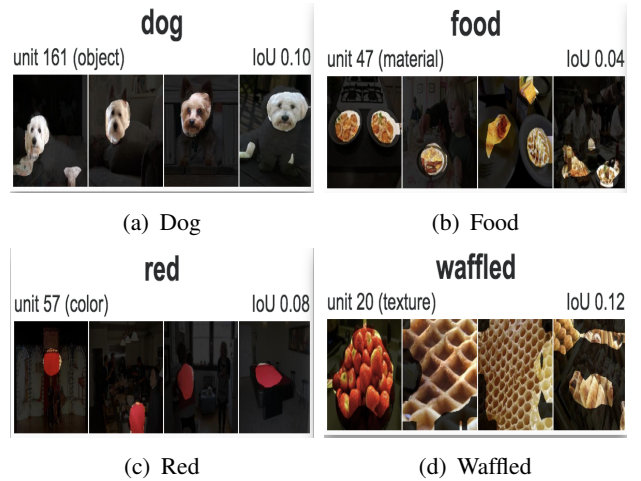 dog
unit 161 (object) IoU 0.10
(a) Dog
food
unit 47 (material) IoU 0.04
(b) Food
red
unit 57 (color) IoU 0.08
(c) Red
waffled
unit 20 (texture) IoU 0.12
(d) Waffled